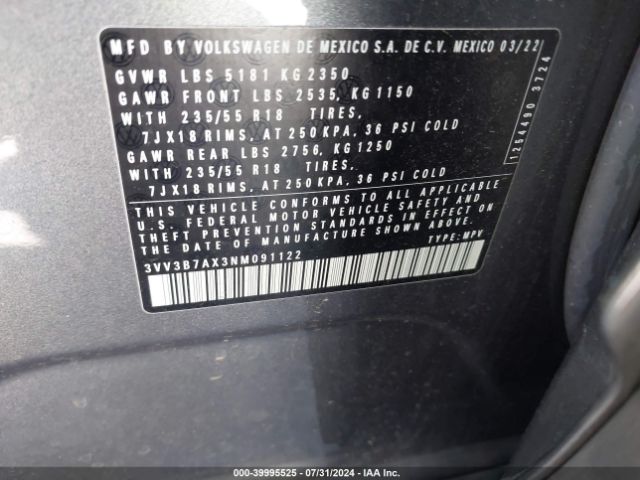 MFD BY VOLKSWAGEN DE MEXICO S.A. DE C.V. MEXICO 03/22
GVWR LBS 5181 KG 2350
GAWR FRONT LBS 2535, KG 1150
WITH 235/55 R18 TIRES,
7JX18 RIMS, AT 250 KPA, 36 PSI COLD
GAWR REAR LBS 2756, KG 1250
WITH 235/55 R18 TIRES,
7JX18 RIMS, AT 250 KPA, 36 PSI COLD
THIS VEHICLE CONFORMS TO ALL APPLICABLE
U.S. FEDERAL MOTOR VEHICLE SAFETY AND
THEFT PREVENTION STANDARDS IN EFFECT ON
THE DATE OF MANUFACTURE SHOWN ABOVE.
3VV3B7AX3NM091122 TYPE: MPV
1254490 3724
000-39995525 | 07/31/2024 | IAA Inc.